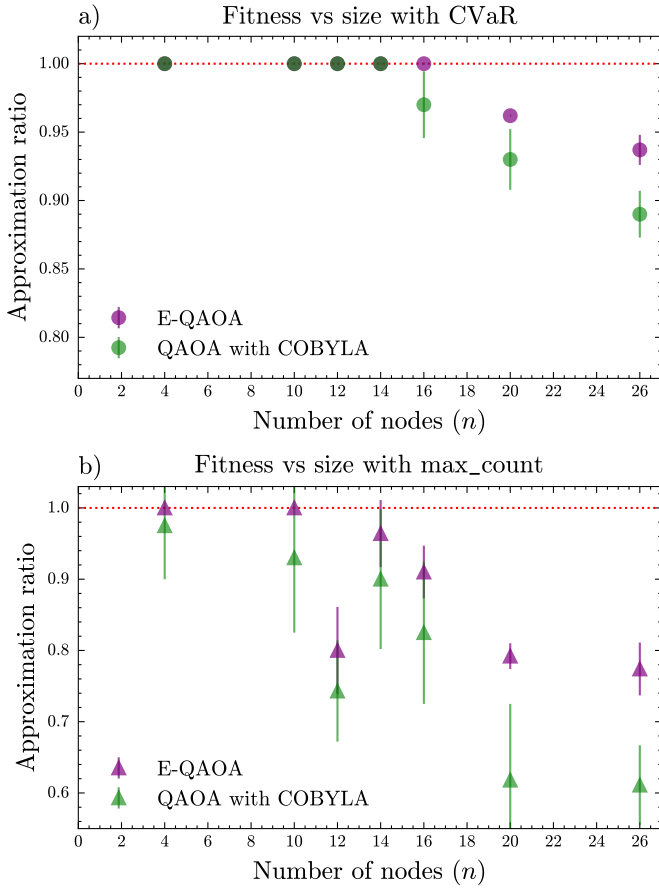 a) Fitness vs size with CVaR
1.00
0.95
0.90
0.85
0.80
Approximation ratio
E-QAOA
QAOA with COBYLA
0 2 4 6 8 10 12 14 16 18 20 22 24 26
Number of nodes (n)
b) Fitness vs size with max_count
1.0
0.9
0.8
0.7
0.6
Approximation ratio
E-QAOA
QAOA with COBYLA
0 2 4 6 8 10 12 14 16 18 20 22 24 26
Number of nodes (n)